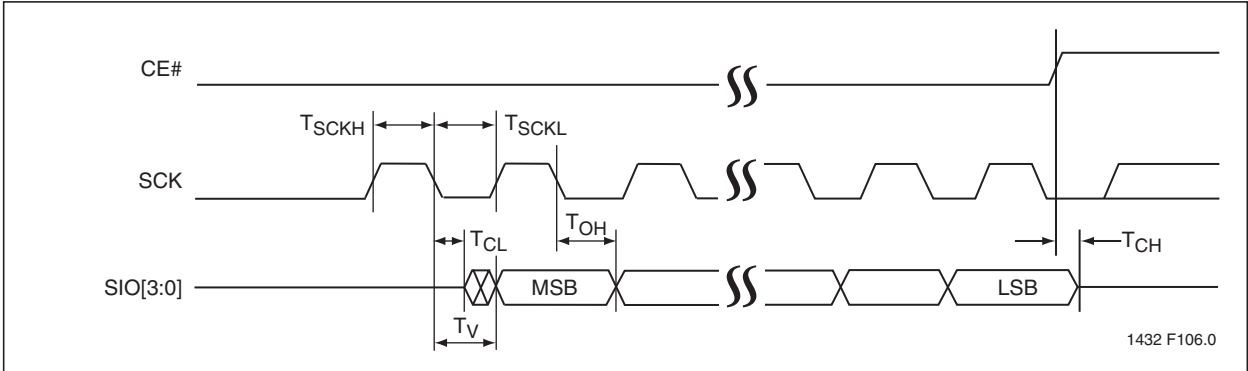 CE#
TSCKH
TSCKL
SCK
TOH
TCL
TCH
SIO[3:0]
MSB
LSB
TV
1432 F106.0